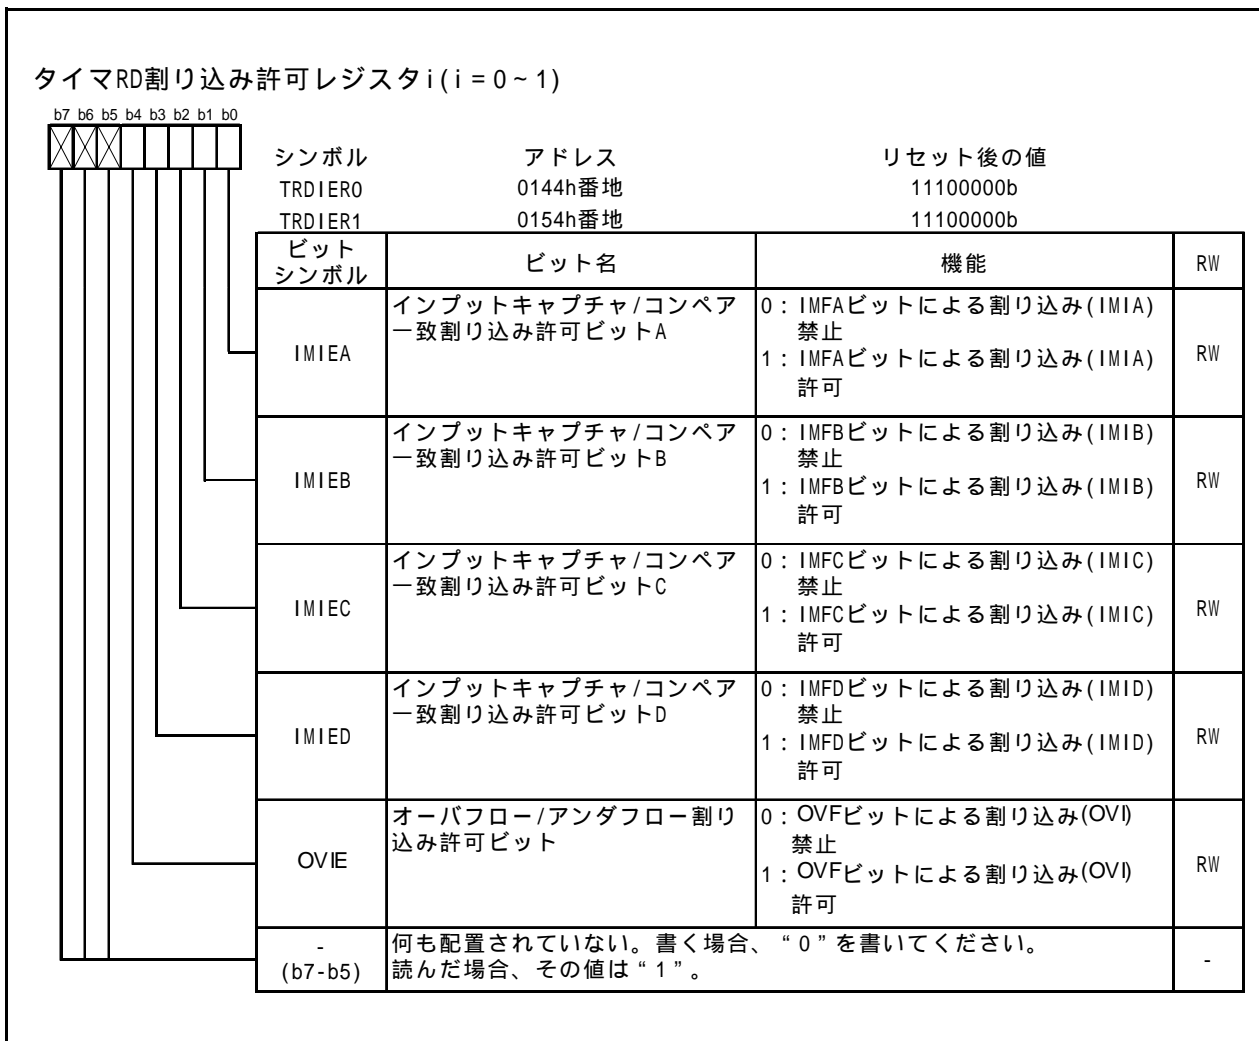 タイマRD割り込み許可レジスタi(i=0~1)
b7 b6 b5 b4 b3 b2 b1 b0
シンボル アドレス リセット後の値
TRDIER0 0144h番地 11100000b
TRDIER1 0154h番地 11100000b
ビット
シンボル ビット名 機能 RW
IMIEA
インプットキャプチャ/コンペア
一致割り込み許可ビットA
0:IMFAビットによる割り込み(IMIA)
禁止
1:IMFAビットによる割り込み(IMIA)
許可
RW
IMIEB
インプットキャプチャ/コンペア
一致割り込み許可ビットB
0:IMFBビットによる割り込み(IMIB)
禁止
1:IMFBビットによる割り込み(IMIB)
許可
RW
IMIEC
インプットキャプチャ/コンペア
一致割り込み許可ビットC
0:IMFCビットによる割り込み(IMIC)
禁止
1:IMFCビットによる割り込み(IMIC)
許可
RW
IMIED
インプットキャプチャ/コンペア
一致割り込み許可ビットD
0:IMFDビットによる割り込み(IMID)
禁止
1:IMFDビットによる割り込み(IMID)
許可
RW
OVIE
オーバフロー/アンダフロー割り
込み許可ビット
0:OVFビットによる割り込み(OVI)
禁止
1:OVFビットによる割り込み(OVI)
許可
RW
-
(b7-b5)
何も配置されていない。書く場合、“0”を書いてください。
読んだ場合、その値は“1”。
-